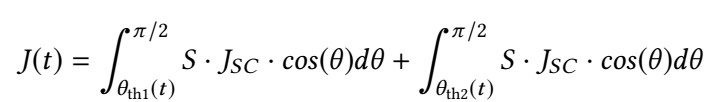 J(t) = ∫_{θ_{th1}(t)}^{π/2} S · J_{SC} · cos(θ)dθ + ∫_{θ_{th2}(t)}^{π/2} S · J_{SC} · cos(θ)dθ